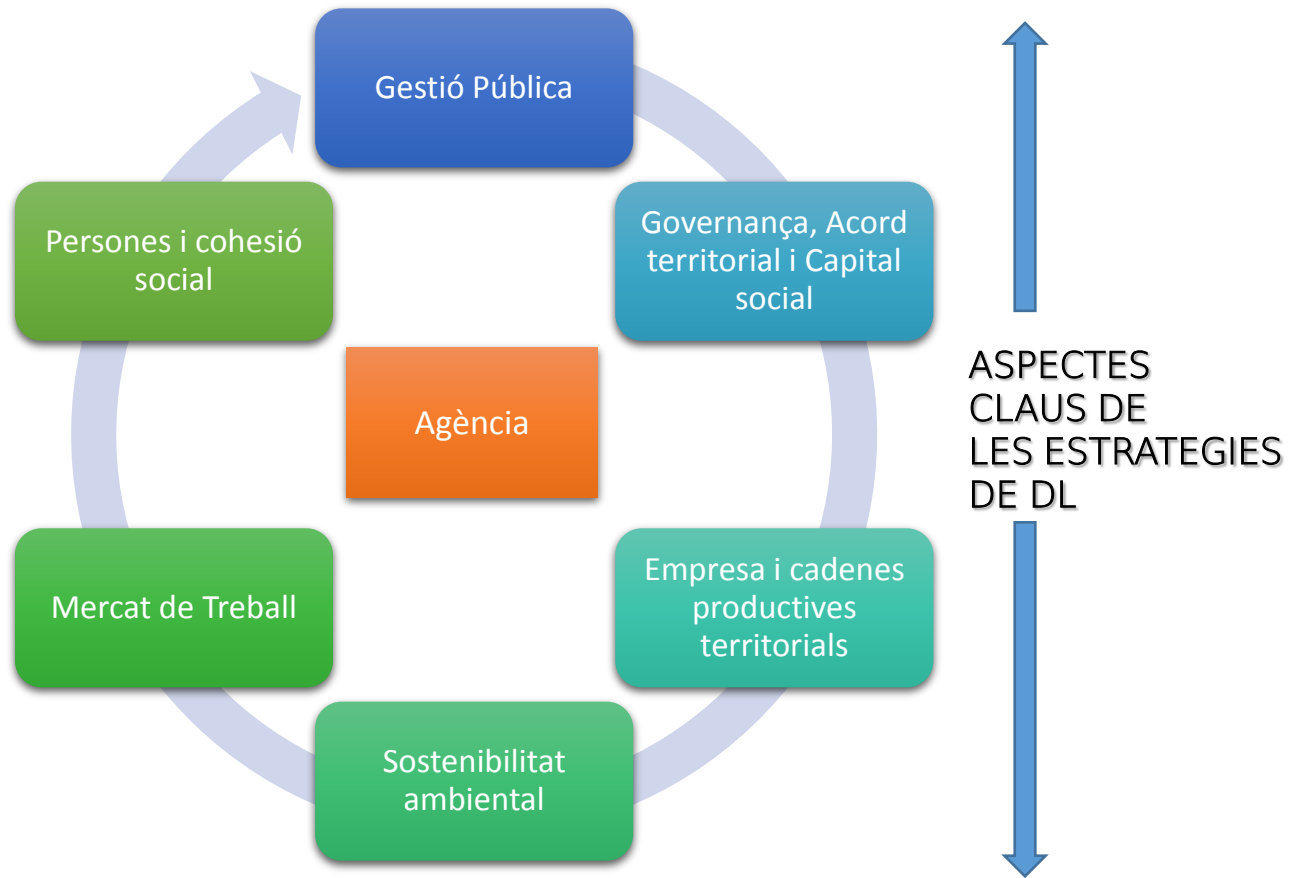 Gestió Pública
Governança, Acord
territorial i Capital
social
Empresa i cadenes
productives
territorials
Sostenibilitat
ambiental
Mercat de Treball
Persones i cohesió
social
Agència
ASPECTES
CLAUS DE
LES ESTRATEGIES
DE DL